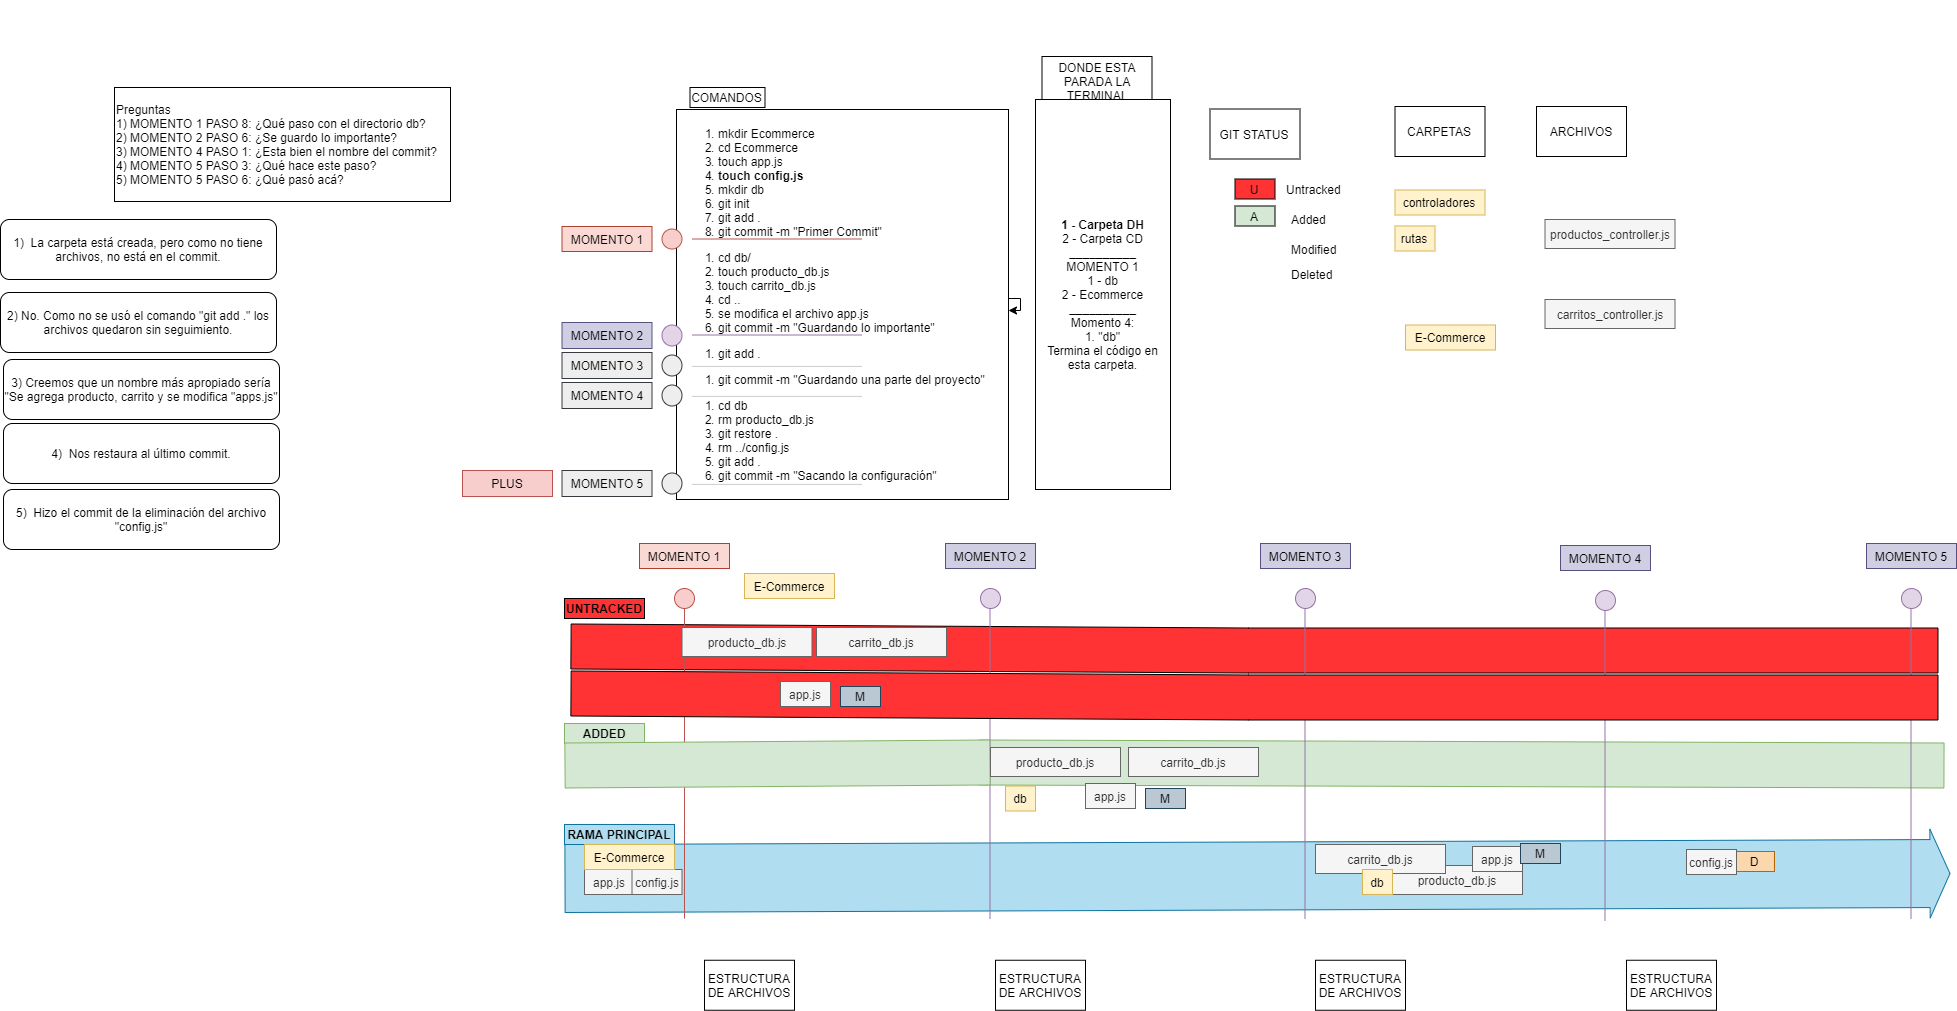 Preguntas
1) MOMENTO 1 PASO 8: ¿Qué paso con el directorio db?
2) MOMENTO 2 PASO 6: ¿Se guardo lo importante?
3) MOMENTO 4 PASO 1: ¿Esta bien el nombre del commit?
4) MOMENTO 5 PASO 3: ¿Qué hace este paso?
5) MOMENTO 5 PASO 6: ¿Qué pasó acá?
1) La carpeta está creada, pero como no tiene
archivos, no está en el commit.
2) No. Como no se usó el comando "git add ." los
archivos quedaron sin seguimiento.
3) Creemos que un nombre más apropiado sería
"Se agrega producto, carrito y se modifica "apps.js"
4) Nos restaura al último commit.
5) Hizo el commit de la eliminación del archivo
"config.js"
COMANDOS
1. mkdir Ecommerce
2. cd Ecommerce
3. touch app.js
4. touch config.js
5. mkdir db
6. git init
7. git add .
8. git commit -m "Primer Commit"
MOMENTO 1
1. cd db/
2. touch producto_db.js
3. touch carrito_db.js
4. cd ..
5. se modifica el archivo app.js
6. git commit -m "Guardando lo importante"
MOMENTO 2
1. git add .
MOMENTO 3
1. git commit -m "Guardando una parte del proyecto"
MOMENTO 4
1. cd db
2. rm producto_db.js
3. git restore .
4. rm ../config.js
5. git add .
6. git commit -m "Sacando la configuración"
PLUS
MOMENTO 5
DONDE ESTA
PARADA LA
TERMINAL
1 - Carpeta DH
2 - Carpeta CD
__________
MOMENTO 1
1 - db
2 - Ecommerce
__________
Momento 4:
1. "db"
Termina el código en
esta carpeta.
GIT STATUS
U
Untracked
A
Added
Modified
Deleted
CARPETAS
controladores
rutas
E-Commerce
ARCHIVOS
productos_controller.js
carritos_controller.js
MOMENTO 1
MOMENTO 2
MOMENTO 3
MOMENTO 4
MOMENTO 5
E-Commerce
UNTRACKED
producto_db.js
carrito_db.js
app.js
M
ADDED
producto_db.js
carrito_db.js
db
app.js
M
RAMA PRINCIPAL
E-Commerce
app.js
config.js
carrito_db.js
app.js
M
db
producto_db.js
config.js
D
ESTRUCTURA
DE ARCHIVOS
ESTRUCTURA
DE ARCHIVOS
ESTRUCTURA
DE ARCHIVOS
ESTRUCTURA
DE ARCHIVOS